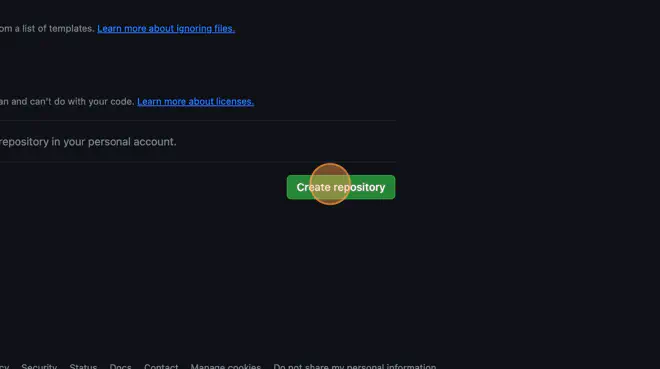 om a list of templates. Learn more about ignoring files.
an and can't do with your code. Learn more about licenses.
repository in your personal account.
Create repository
cy Security Status Docs Contact Manage cookies Do not share my personal information